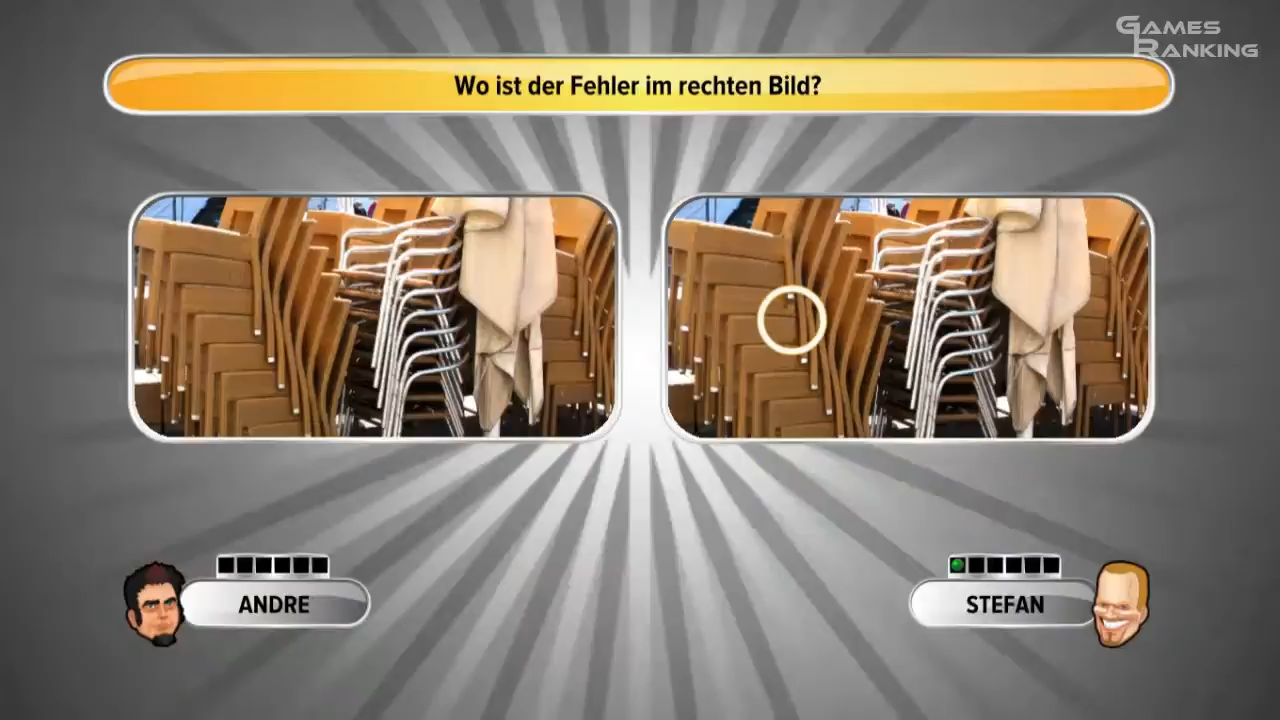 GAMES
RANKING
Wo ist der Fehler im rechten Bild?
ANDRE
STEFAN